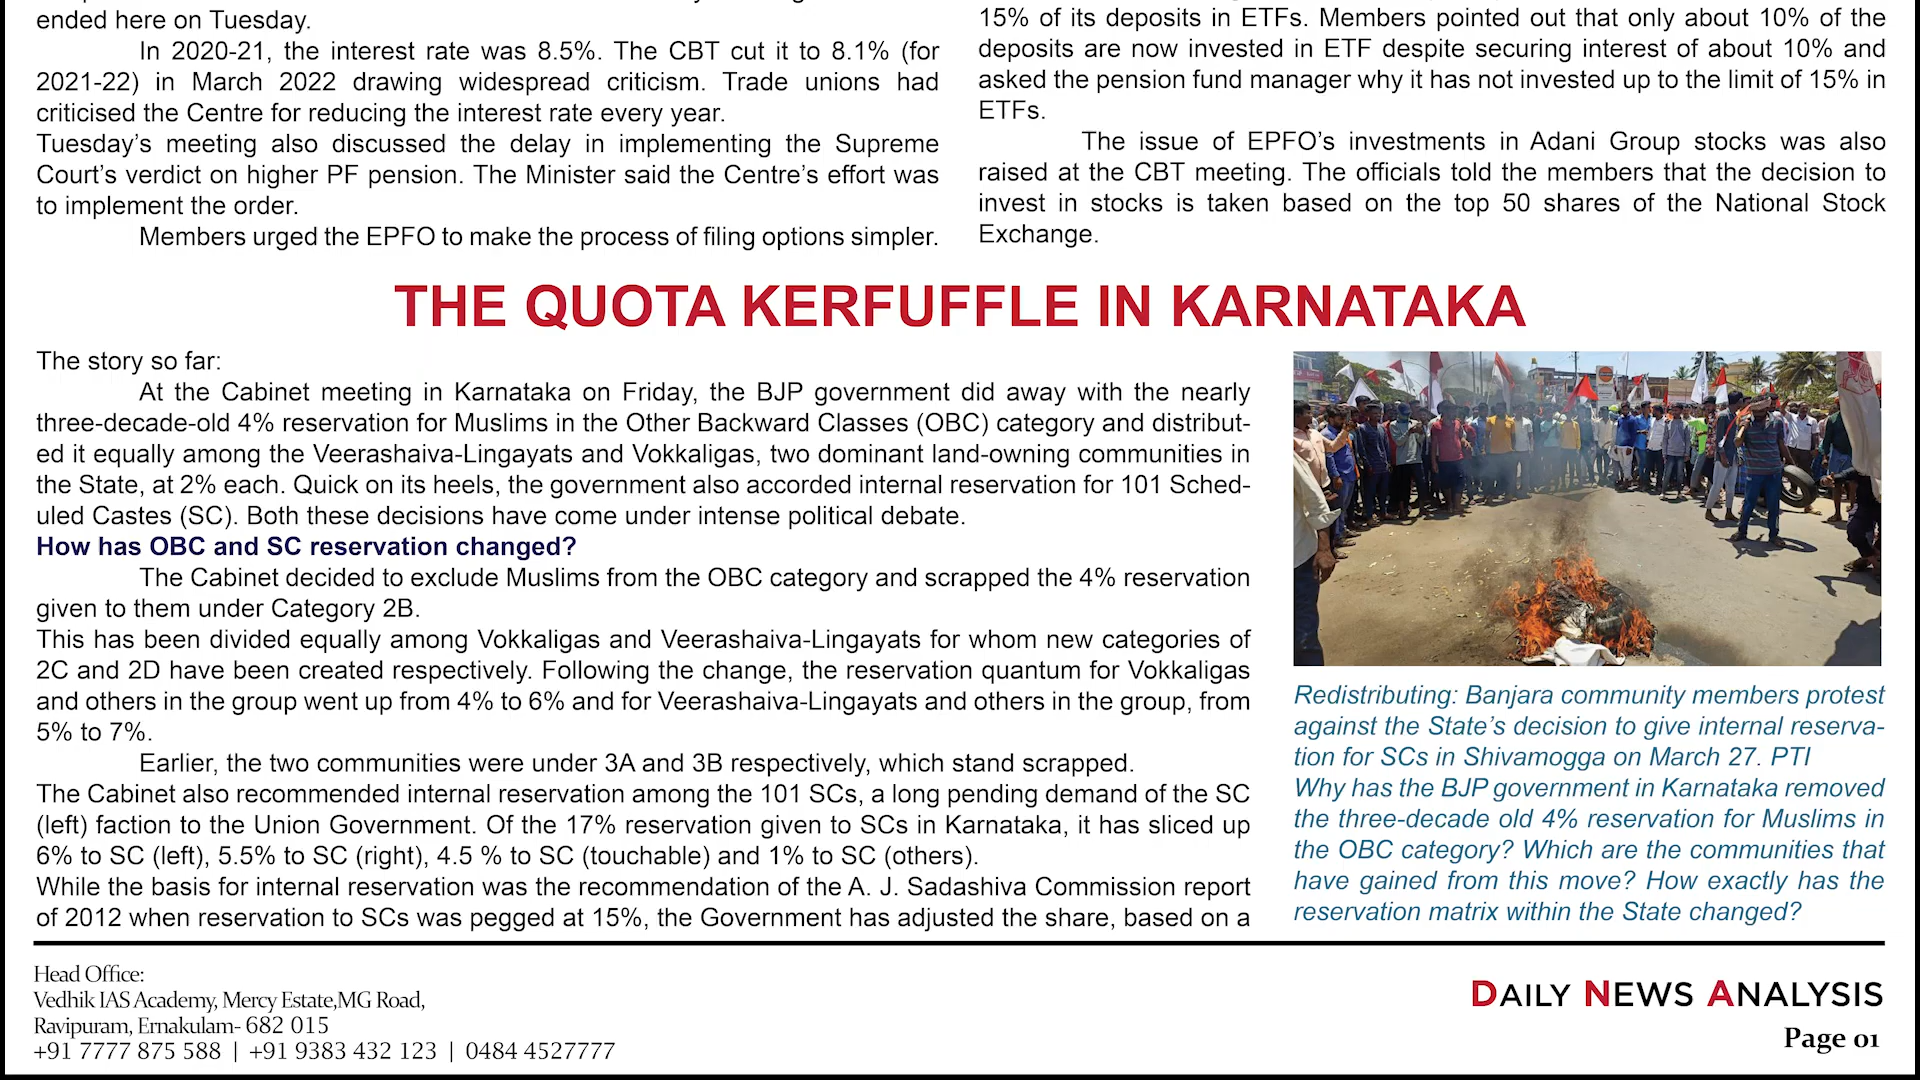 ended here on Tuesday.
In 2020-21, the interest rate was 8.5%. The CBT cut it to 8.1% (for
2021-22) in March 2022 drawing widespread criticism. Trade unions had
criticised the Centre for reducing the interest rate every year.
Tuesday’s meeting also discussed the delay in implementing the Supreme
Court’s verdict on higher PF pension. The Minister said the Centre’s effort was
to implement the order.
Members urged the EPFO to make the process of filing options simpler.
15% of its deposits in ETFs. Members pointed out that only about 10% of the
deposits are now invested in ETF despite securing interest of about 10% and
asked the pension fund manager why it has not invested up to the limit of 15% in
ETFs.
The issue of EPFO’s investments in Adani Group stocks was also
raised at the CBT meeting. The officials told the members that the decision to
invest in stocks is taken based on the top 50 shares of the National Stock
Exchange.
THE QUOTA KERFUFFLE IN KARNATAKA
The story so far:
At the Cabinet meeting in Karnataka on Friday, the BJP government did away with the nearly
three-decade-old 4% reservation for Muslims in the Other Backward Classes (OBC) category and distribut-
ed it equally among the Veerashaiva-Lingayats and Vokkaligas, two dominant land-owning communities in
the State, at 2% each. Quick on its heels, the government also accorded internal reservation for 101 Sched-
uled Castes (SC). Both these decisions have come under intense political debate.
How has OBC and SC reservation changed?
The Cabinet decided to exclude Muslims from the OBC category and scrapped the 4% reservation
given to them under Category 2B.
This has been divided equally among Vokkaligas and Veerashaiva-Lingayats for whom new categories of
2C and 2D have been created respectively. Following the change, the reservation quantum for Vokkaligas
and others in the group went up from 4% to 6% and for Veerashaiva-Lingayats and others in the group, from
5% to 7%.
Earlier, the two communities were under 3A and 3B respectively, which stand scrapped.
The Cabinet also recommended internal reservation among the 101 SCs, a long pending demand of the SC
(left) faction to the Union Government. Of the 17% reservation given to SCs in Karnataka, it has sliced up
6% to SC (left), 5.5% to SC (right), 4.5 % to SC (touchable) and 1% to SC (others).
While the basis for internal reservation was the recommendation of the A. J. Sadashiva Commission report
of 2012 when reservation to SCs was pegged at 15%, the Government has adjusted the share, based on a
Redistributing: Banjara community members protest
against the State’s decision to give internal reserva-
tion for SCs in Shivamogga on March 27. PTI
Why has the BJP government in Karnataka removed
the three-decade old 4% reservation for Muslims in
the OBC category? Which are the communities that
have gained from this move? How exactly has the
reservation matrix within the State changed?
Head Office:
Vedhik IAS Academy, Mercy Estate,MG Road,
Ravipuram, Ernakulam- 682 015
+91 7777 875 588 | +91 9383 432 123 | 0484 4527777
DAILY NEWS ANALYSIS
Page 01